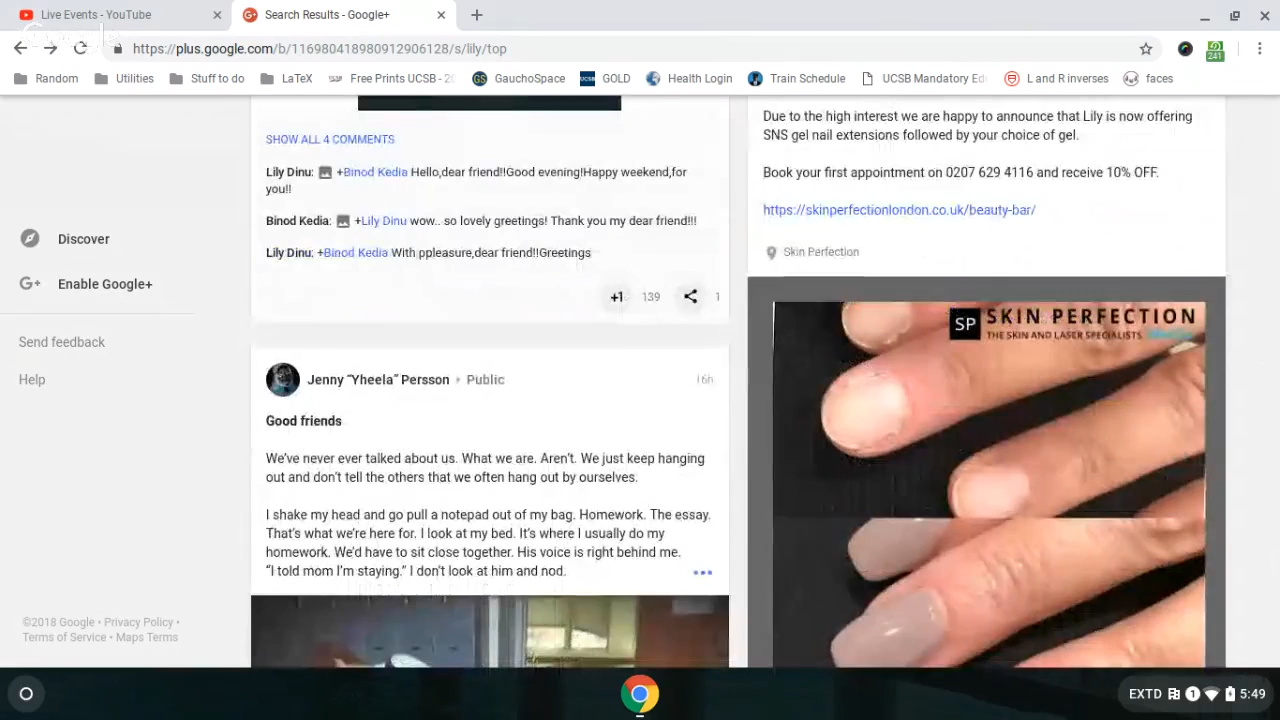 Live Events - YouTube
Search Results - Google+
https://plus.google.com/b/116980418980912906128/s/lily/top
241
Random
Utilities
Stuff to do
LaTeX
Free Prints UCSB - 20
GauchoSpace
GOLD
Health Login
Train Schedule
UCSB Mandatory Ed
L and R inverses
faces
Discover
Enable Google+
Send feedback
Help
©2018 Google • Privacy Policy •
Terms of Service • Maps Terms
SHOW ALL 4 COMMENTS
Lily Dinu: +Binod Kedia Hello,dear friend!!Good evening!Happy weekend,for
you!!
Binod Kedia: +Lily Dinu wow.. so lovely greetings! Thank you my dear friend!!!
Lily Dinu: +Binod Kedia With ppleasure,dear friend!!Greetings
+1 139 1
Jenny “Yheela” Persson Public 16h
Good friends
We’ve never ever talked about us. What we are. Aren’t. We just keep hanging
out and don’t tell the others that we often hang out by ourselves.
I shake my head and go pull a notepad out of my bag. Homework. The essay.
That’s what we’re here for. I look at my bed. It’s where I usually do my
homework. We’d have to sit close together. His voice is right behind me.
“I told mom I’m staying.” I don’t look at him and nod.
Due to the high interest we are happy to announce that Lily is now offering
SNS gel nail extensions followed by your choice of gel.
Book your first appointment on 0207 629 4116 and receive 10% OFF.
https://skinperfectionlondon.co.uk/beauty-bar/
Skin Perfection
SP SKIN PERFECTION
THE SKIN AND LASER SPECIALISTS
EXTD 1 5:49